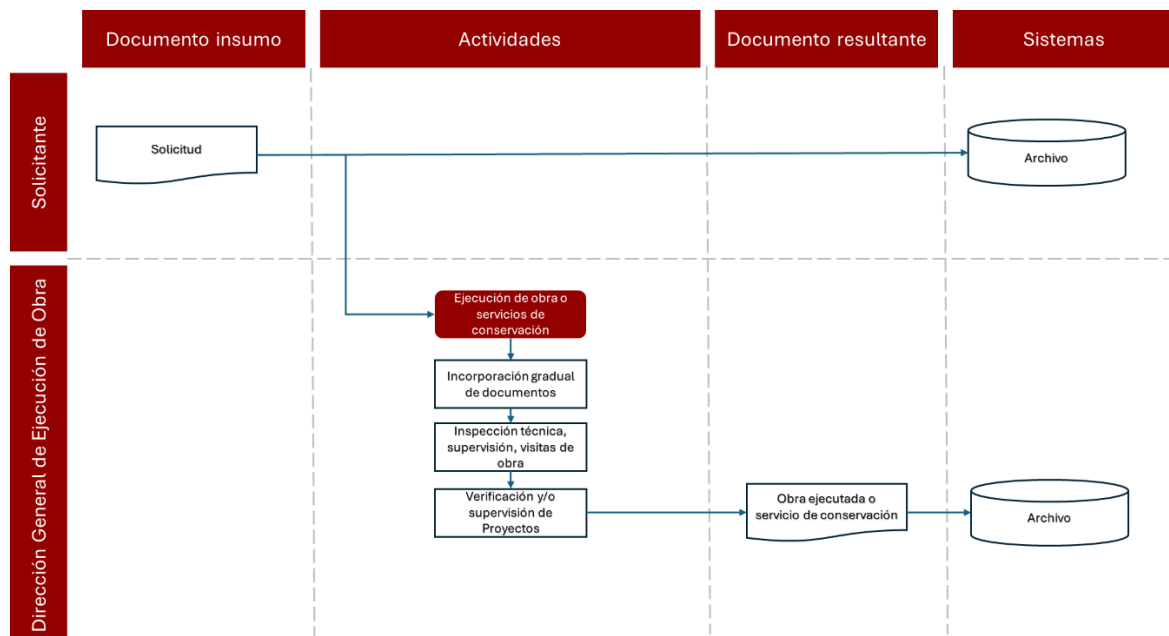 Documento insumo
Actividades
Documento resultante
Sistemas
Solicitante
Solicitud
Archivo
Dirección General de Ejecución de Obra
Ejecución de obra o
servicios de
conservación
Incorporación gradual
de documentos
Inspección técnica,
supervisión, visitas de
obra
Verificación y/o
supervisión de
Proyectos
Obra ejecutada o
servicio de conservación
Archivo